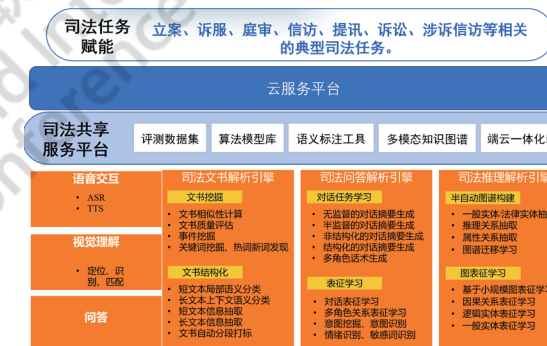 司法任务
赋能
立案、诉服、庭审、信访、提讯、诉讼、涉诉信访等相关
的典型司法任务。
云服务平台
司法共享
服务平台
评测数据集
算法模型库
语义标注工具
多模态知识图谱
端云一体化
语音交互
• ASR
• TTS
视觉理解
• 定位、识
别、匹配
问答
司法文书解析引擎
文书挖掘
• 文书相似性计算
• 文书质量评估
• 事件挖掘
• 关键词挖掘、热词新词发现
文书结构化
• 短文本局部语义分类
• 长文本上下文语义分类
• 短文本信息抽取
• 长文本信息抽取
• 文书自动分段打标
司法问答解析引擎
对话任务学习
• 无监督的对话摘要生成
• 半监督的对话摘要生成
• 非结构化的对话摘要生成
• 结构化的对话摘要生成
• 多角色话术生成
表征学习
• 对话表征学习
• 多角色关系表征学习
• 意图挖掘、意图识别
• 情绪识别、敏感词识别
司法推理解析引擎
半自动图谱构建
• 一般实体/法律实体抽
• 推理关系抽取
• 属性关系抽取
• 图谱迁移学习
图表征学习
• 基于小规模图表征学习
• 因果关系表征学习
• 逻辑实体表征学习
• 一般实体表征学习